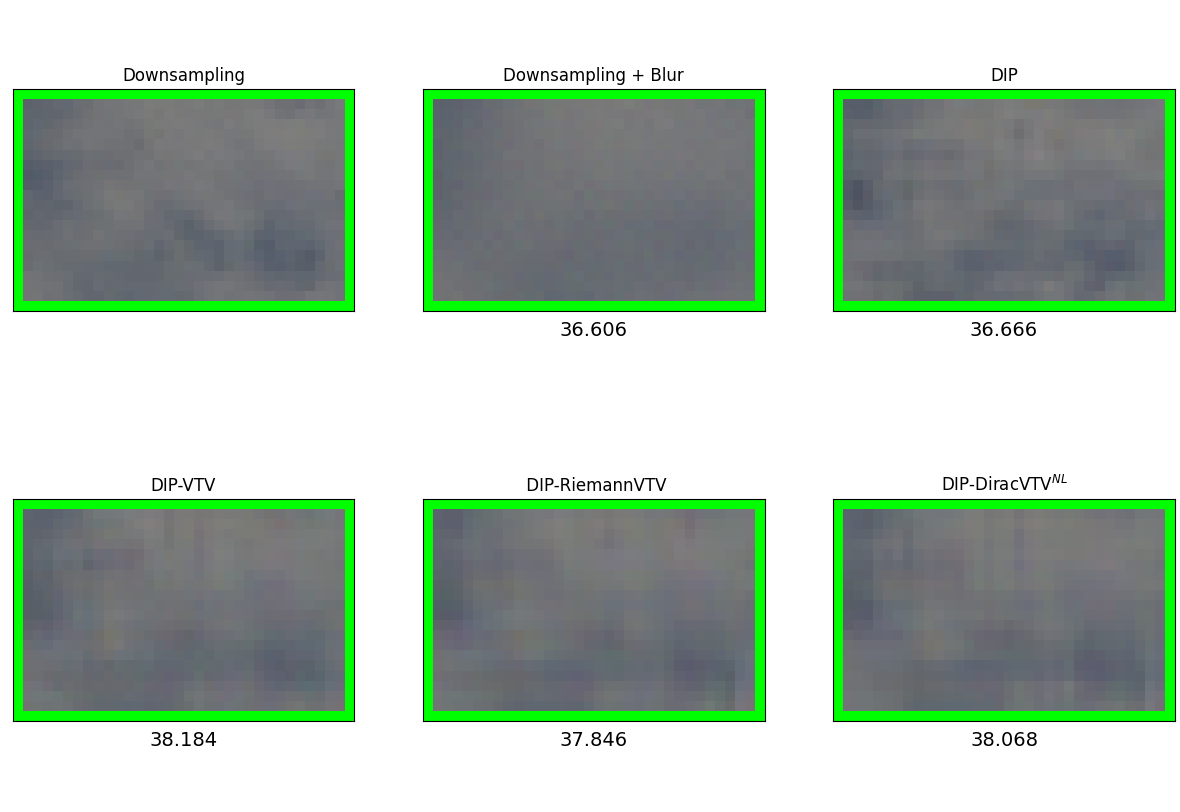 Downsampling
Downsampling + Blur
DIP
36.606
36.666
DIP-VTV
DIP-RiemannVTV
DIP-DiracVTV^{NL}
38.184
37.846
38.068